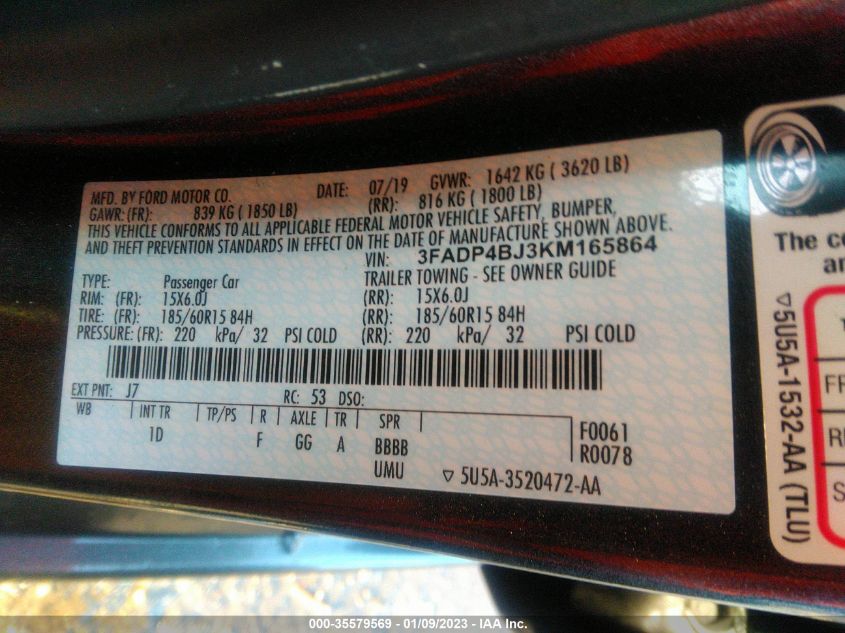 MFD. BY FORD MOTOR CO. DATE: 07/19 GVWR: 1642 KG ( 3620 LB)
GAWR: (FR): 839 KG ( 1850 LB) (RR): 816 KG ( 1800 LB)
THIS VEHICLE CONFORMS TO ALL APPLICABLE FEDERAL MOTOR VEHICLE SAFETY, BUMPER,
AND THEFT PREVENTION STANDARDS IN EFFECT ON THE DATE OF MANUFACTURE SHOWN ABOVE.
VIN: 3FADP4BJ3KM165864
TYPE: Passenger Car TRAILER TOWING - SEE OWNER GUIDE
RIM: (FR): 15X6.0J (RR): 15X6.0J
TIRE: (FR): 185/60R15 84H (RR): 185/60R15 84H
PRESSURE: (FR): 220 kPa/ 32 PSI COLD (RR): 220 kPa/ 32 PSI COLD
EXT PNT: J7 RC: 53 DSO:
WB INT TR TP/PS R AXLE TR SPR
1D F GG A BBBB F0061
UMU R0078
▽ 5U5A-3520472-AA
The co
an
▽5U5A-1532-AA (TLU)
FR
S
000-35579569 - 01/09/2023 - IAA Inc.